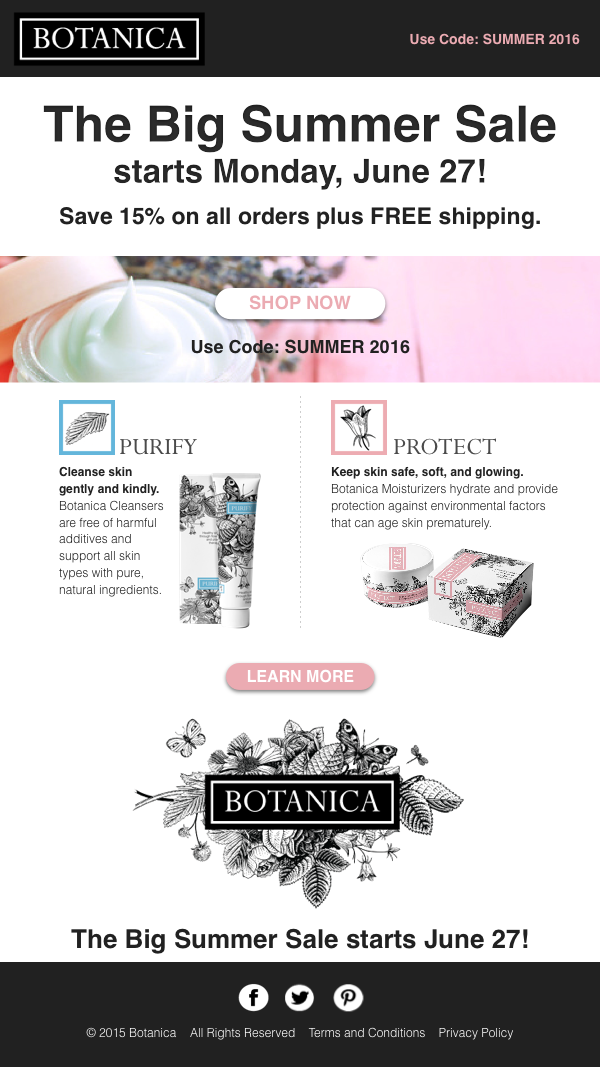 BOTANICA
Use Code: SUMMER 2016
The Big Summer Sale
starts Monday, June 27!
Save 15% on all orders plus FREE shipping.
SHOP NOW
Use Code: SUMMER 2016
PURIFY
Cleanse skin
gently and kindly.
Botanica Cleansers
are free of harmful
additives and
support all skin
types with pure,
natural ingredients.
PURIFY
PROTECT
Keep skin safe, soft, and glowing.
Botanica Moisturizers hydrate and provide
protection against environmental factors
that can age skin prematurely.
LEARN MORE
BOTANICA
The Big Summer Sale starts June 27!
© 2015 Botanica All Rights Reserved Terms and Conditions Privacy Policy